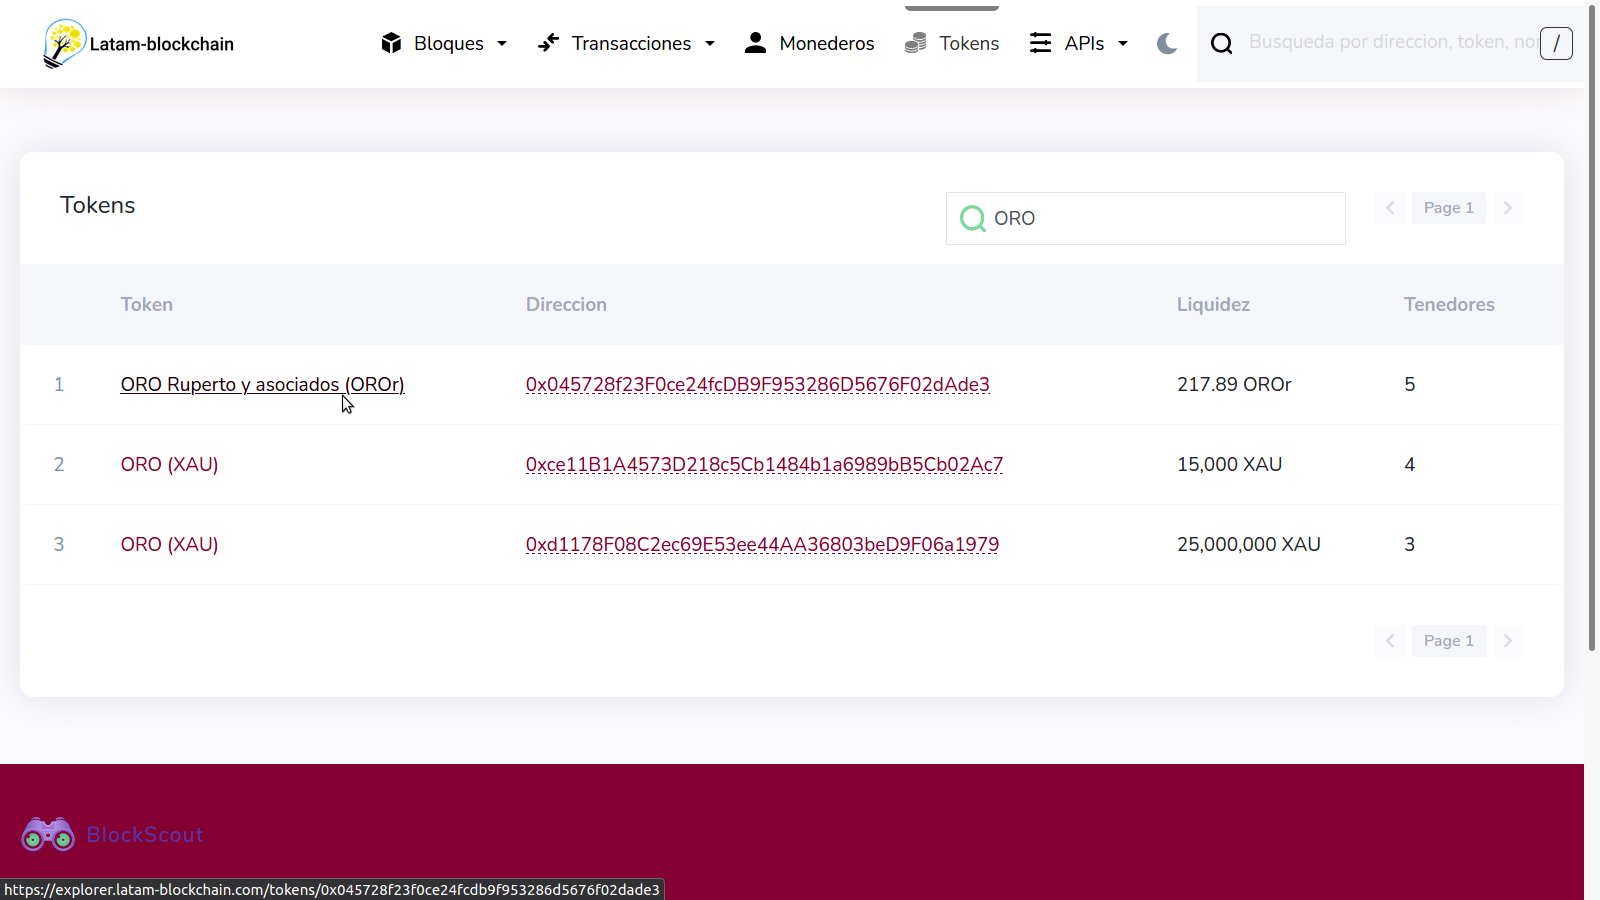 Latam-blockchain Bloques Transacciones Monederos Tokens APIs Busqueda por direccion, token, nor /
Tokens ORO Page 1
Token Direccion Liquidez Tenedores
1 ORO Ruperto y asociados (OROr) 0x045728f23F0ce24fcDB9F953286D5676F02dAde3 217.89 OROr 5
2 ORO (XAU) 0xce11B1A4573D218c5Cb1484b1a6989bB5Cb02Ac7 15,000 XAU 4
3 ORO (XAU) 0xd1178F08C2ec69E53ee44AA36803beD9F06a1979 25,000,000 XAU 3
Page 1
BlockScout
https://explorer.latam-blockchain.com/tokens/0x045728f23f0ce24fcdb9f953286d5676f02dade3